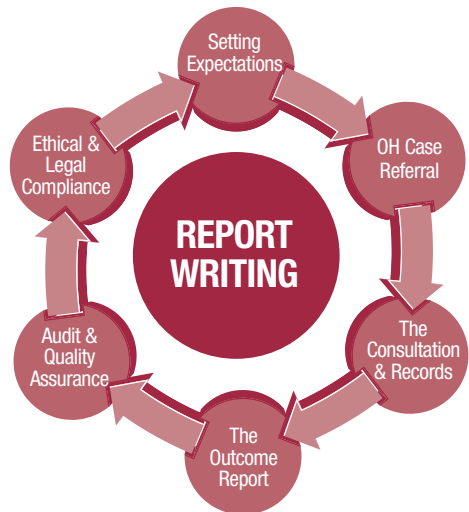 Setting
Expectations
OH Case
Referral
The
Consultation
& Records
The
Outcome
Report
Audit &
Quality
Assurance
Ethical &
Legal
Compliance
REPORT
WRITING